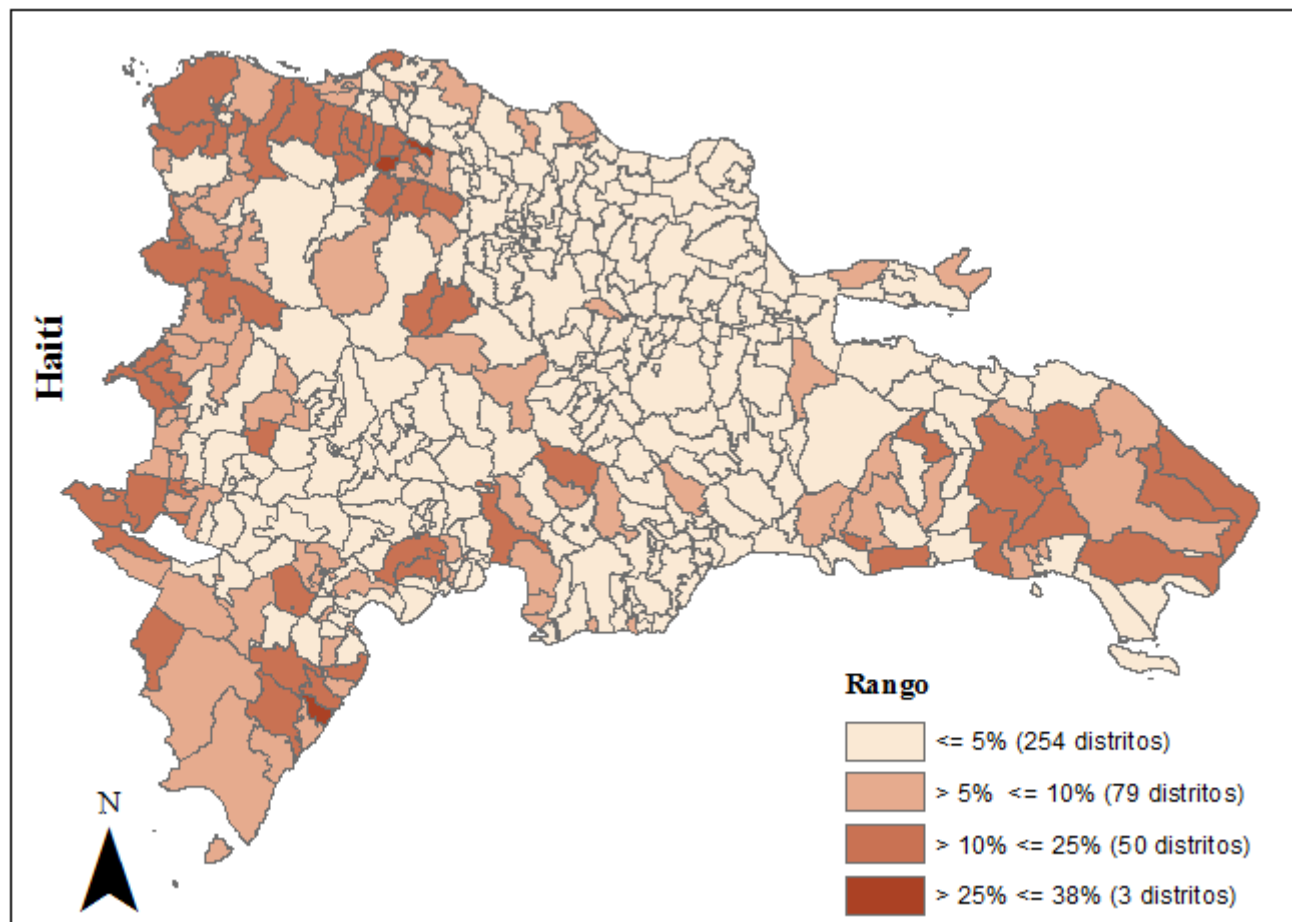 Haití
N
Rango
<= 5% (254 distritos)
> 5% <= 10% (79 distritos)
> 10% <= 25% (50 distritos)
> 25% <= 38% (3 distritos)